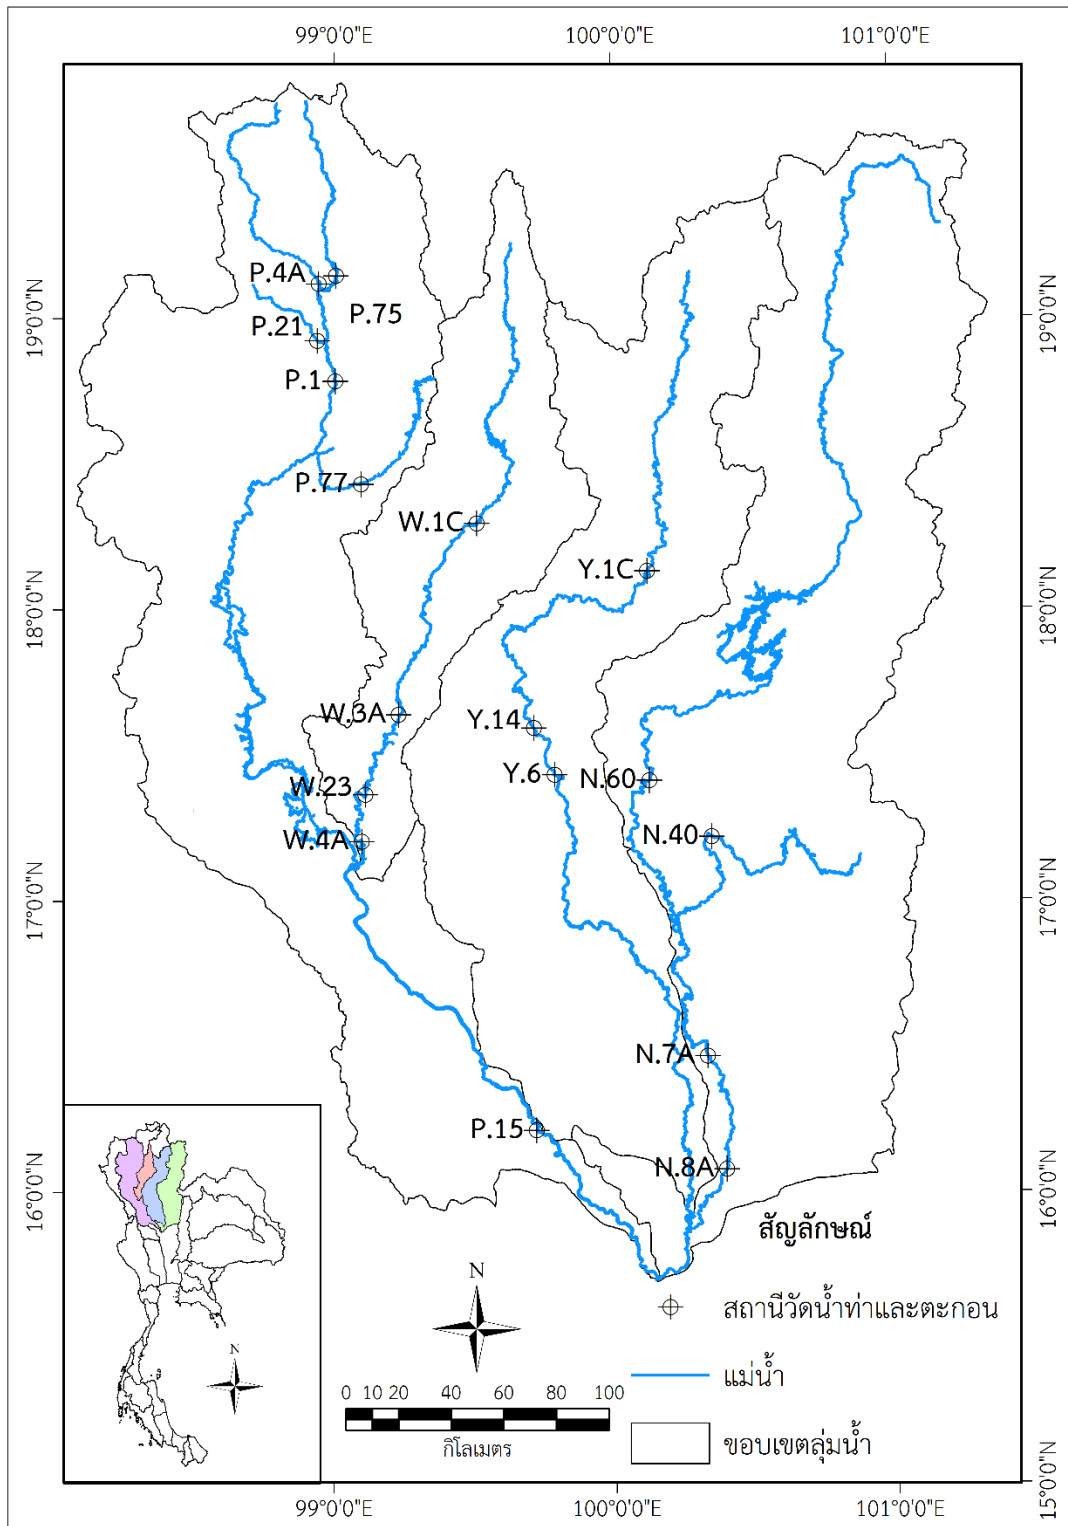 99°0'0"E 100°0'0"E 101°0'0"E
P.4A
P.75
19°0'0"N 19°0'0"N
P.21
P.1
P.77
W.1C
Y.1C
18°0'0"N 18°0'0"N
W.3A
Y.14
Y.6
N.60
W.23
N.40
W.4A
17°0'0"N 17°0'0"N
N.7A
P.15
N.8A
16°0'0"N 16°0'0"N
สัญลักษณ์
N
สถานีวัดน้ำท่าและตะกอน
N
แม่น้ำ
0 10 20 40 60 80 100
กิโลเมตร
ขอบเขตลุ่มน้ำ
15°0'0"N
99°0'0"E 100°0'0"E 101°0'0"E